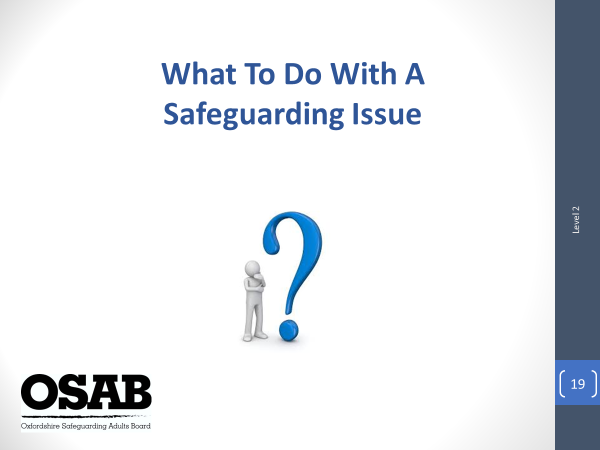 What To Do With A
Safeguarding Issue
Level 2
19
OSAB
Oxfordshire Safeguarding Adults Board